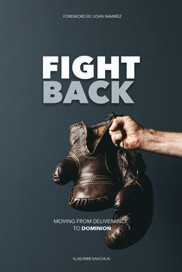 FOREWORD BY JOHN RAMIREZ
FIGHT
BACK
MOVING FROM DELIVERANCE
TO DOMINION
VLADIMIR SAVCHUK